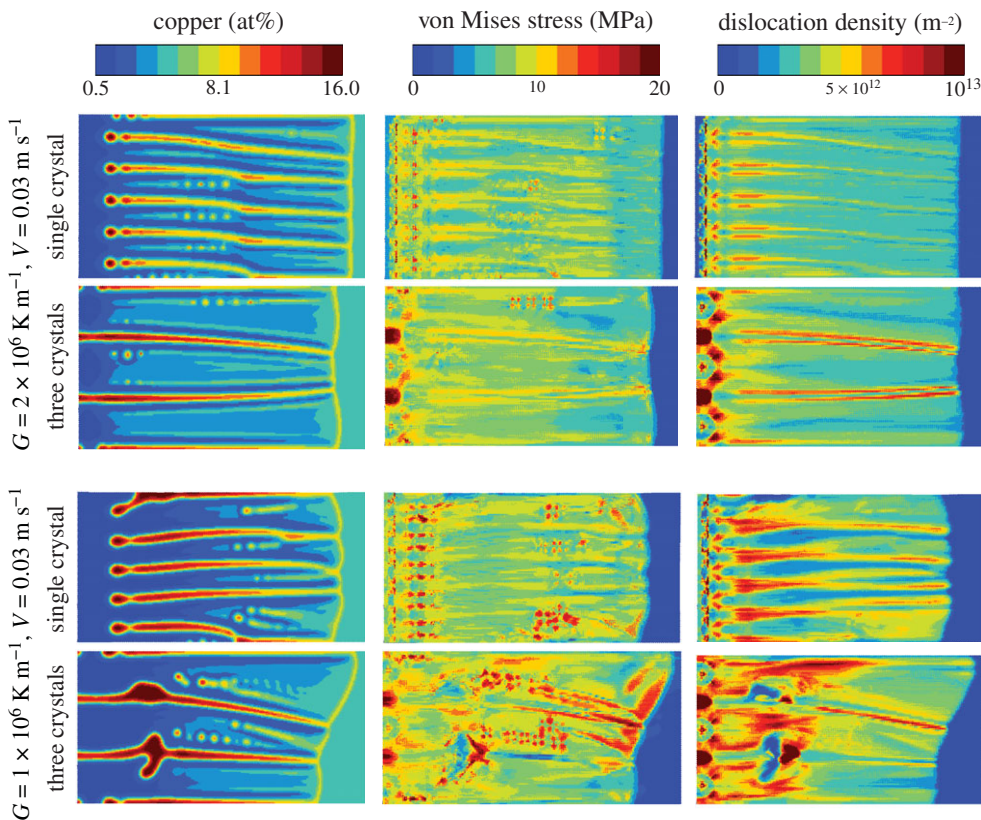 copper (at%) von Mises stress (MPa) dislocation density (m⁻²)
0.5 8.1 16.0 0 10 20 0 5 × 10¹² 10¹³
G = 2 × 10⁶ K m⁻¹, V = 0.03 m s⁻¹
single crystal
three crystals
G = 1 × 10⁶ K m⁻¹, V = 0.03 m s⁻¹
single crystal
three crystals